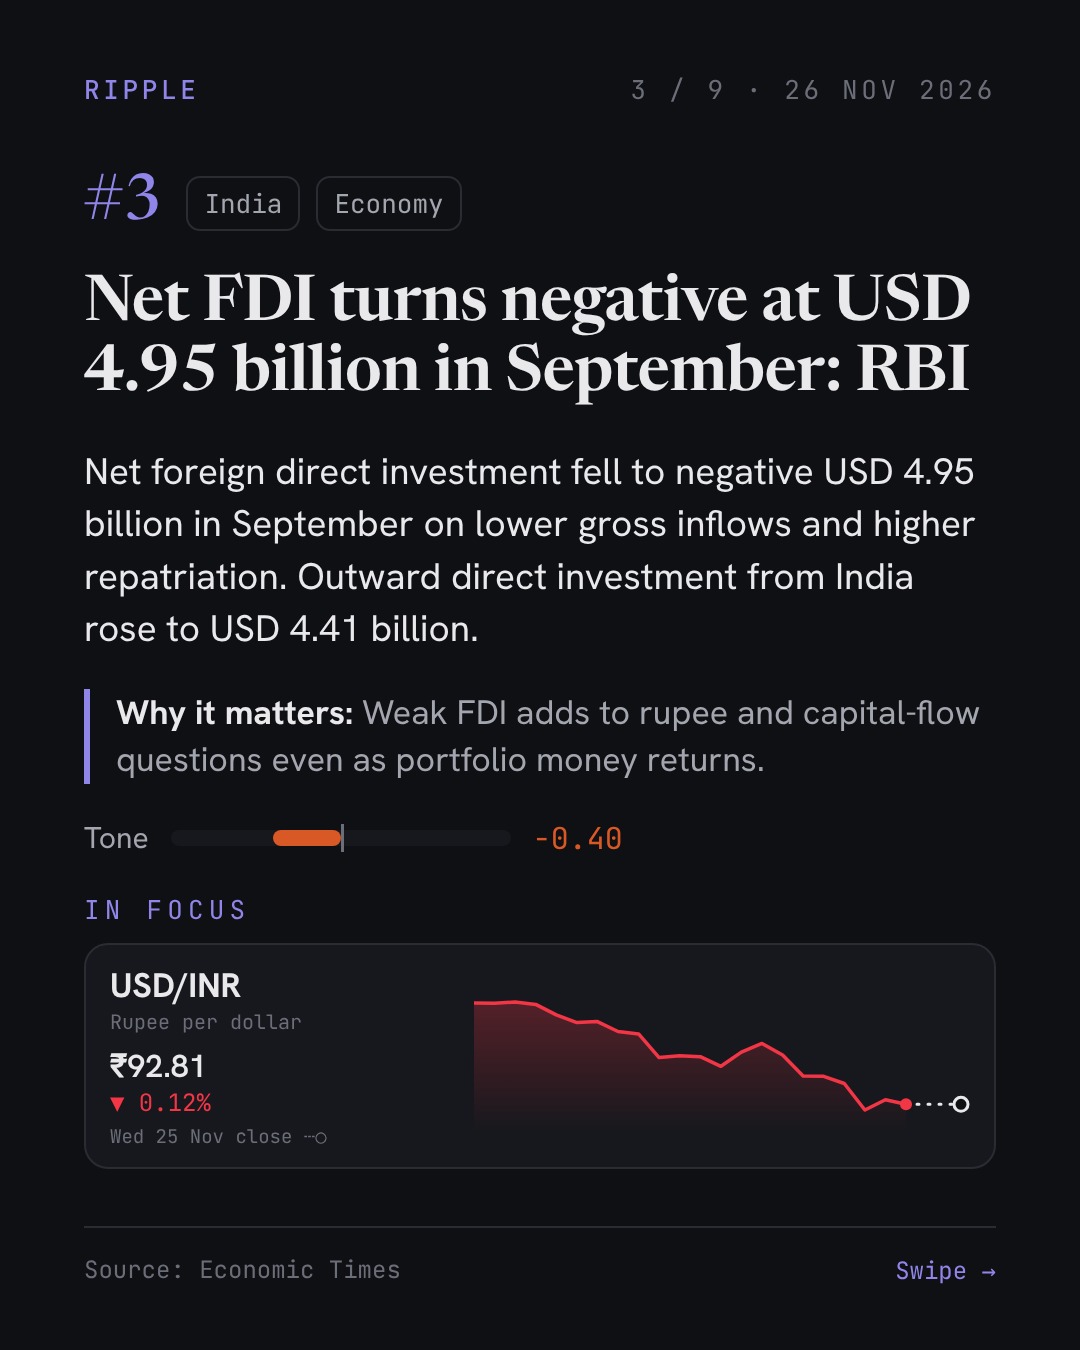 RIPPLE
3 / 9 · 26 NOV 2026
#3
India
Economy
Net FDI turns negative at USD
4.95 billion in September: RBI
Net foreign direct investment fell to negative USD 4.95
billion in September on lower gross inflows and higher
repatriation. Outward direct investment from India
rose to USD 4.41 billion.
Why it matters: Weak FDI adds to rupee and capital-flow
questions even as portfolio money returns.
Tone
-0.40
IN FOCUS
USD/INR
Rupee per dollar
₹92.81
▼ 0.12%
Wed 25 Nov close
Source: Economic Times
Swipe →